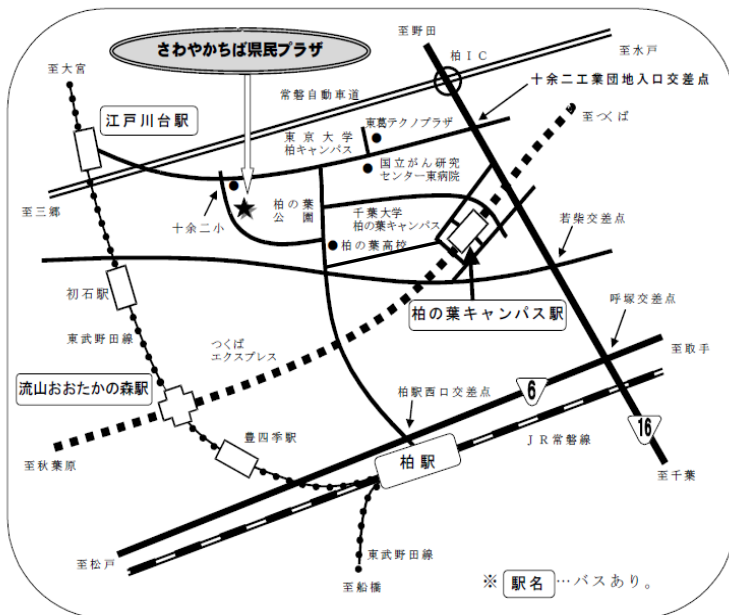 さわやかちば県民プラザ
至野田
柏IC
至水戸
至大宮
常磐自動車道
十余二工業団地入口交差点
江戸川台駅
東葛テクノプラザ
至つくば
東京大学
柏キャンパス
国立がん研究
センター東病院
至三郷
十余二小
柏の葉
公園
千葉大学
柏の葉キャンパス
若柴交差点
柏の葉高校
初石駅
柏の葉キャンパス駅
呼塚交差点
東武野田線
つくば
エクスプレス
至取手
流山おおたかの森駅
柏駅西口交差点
6
豊四季駅
柏駅
JR常磐線
16
至秋葉原
至千葉
至松戸
東武野田線
至船橋
※ 駅名 …バスあり。